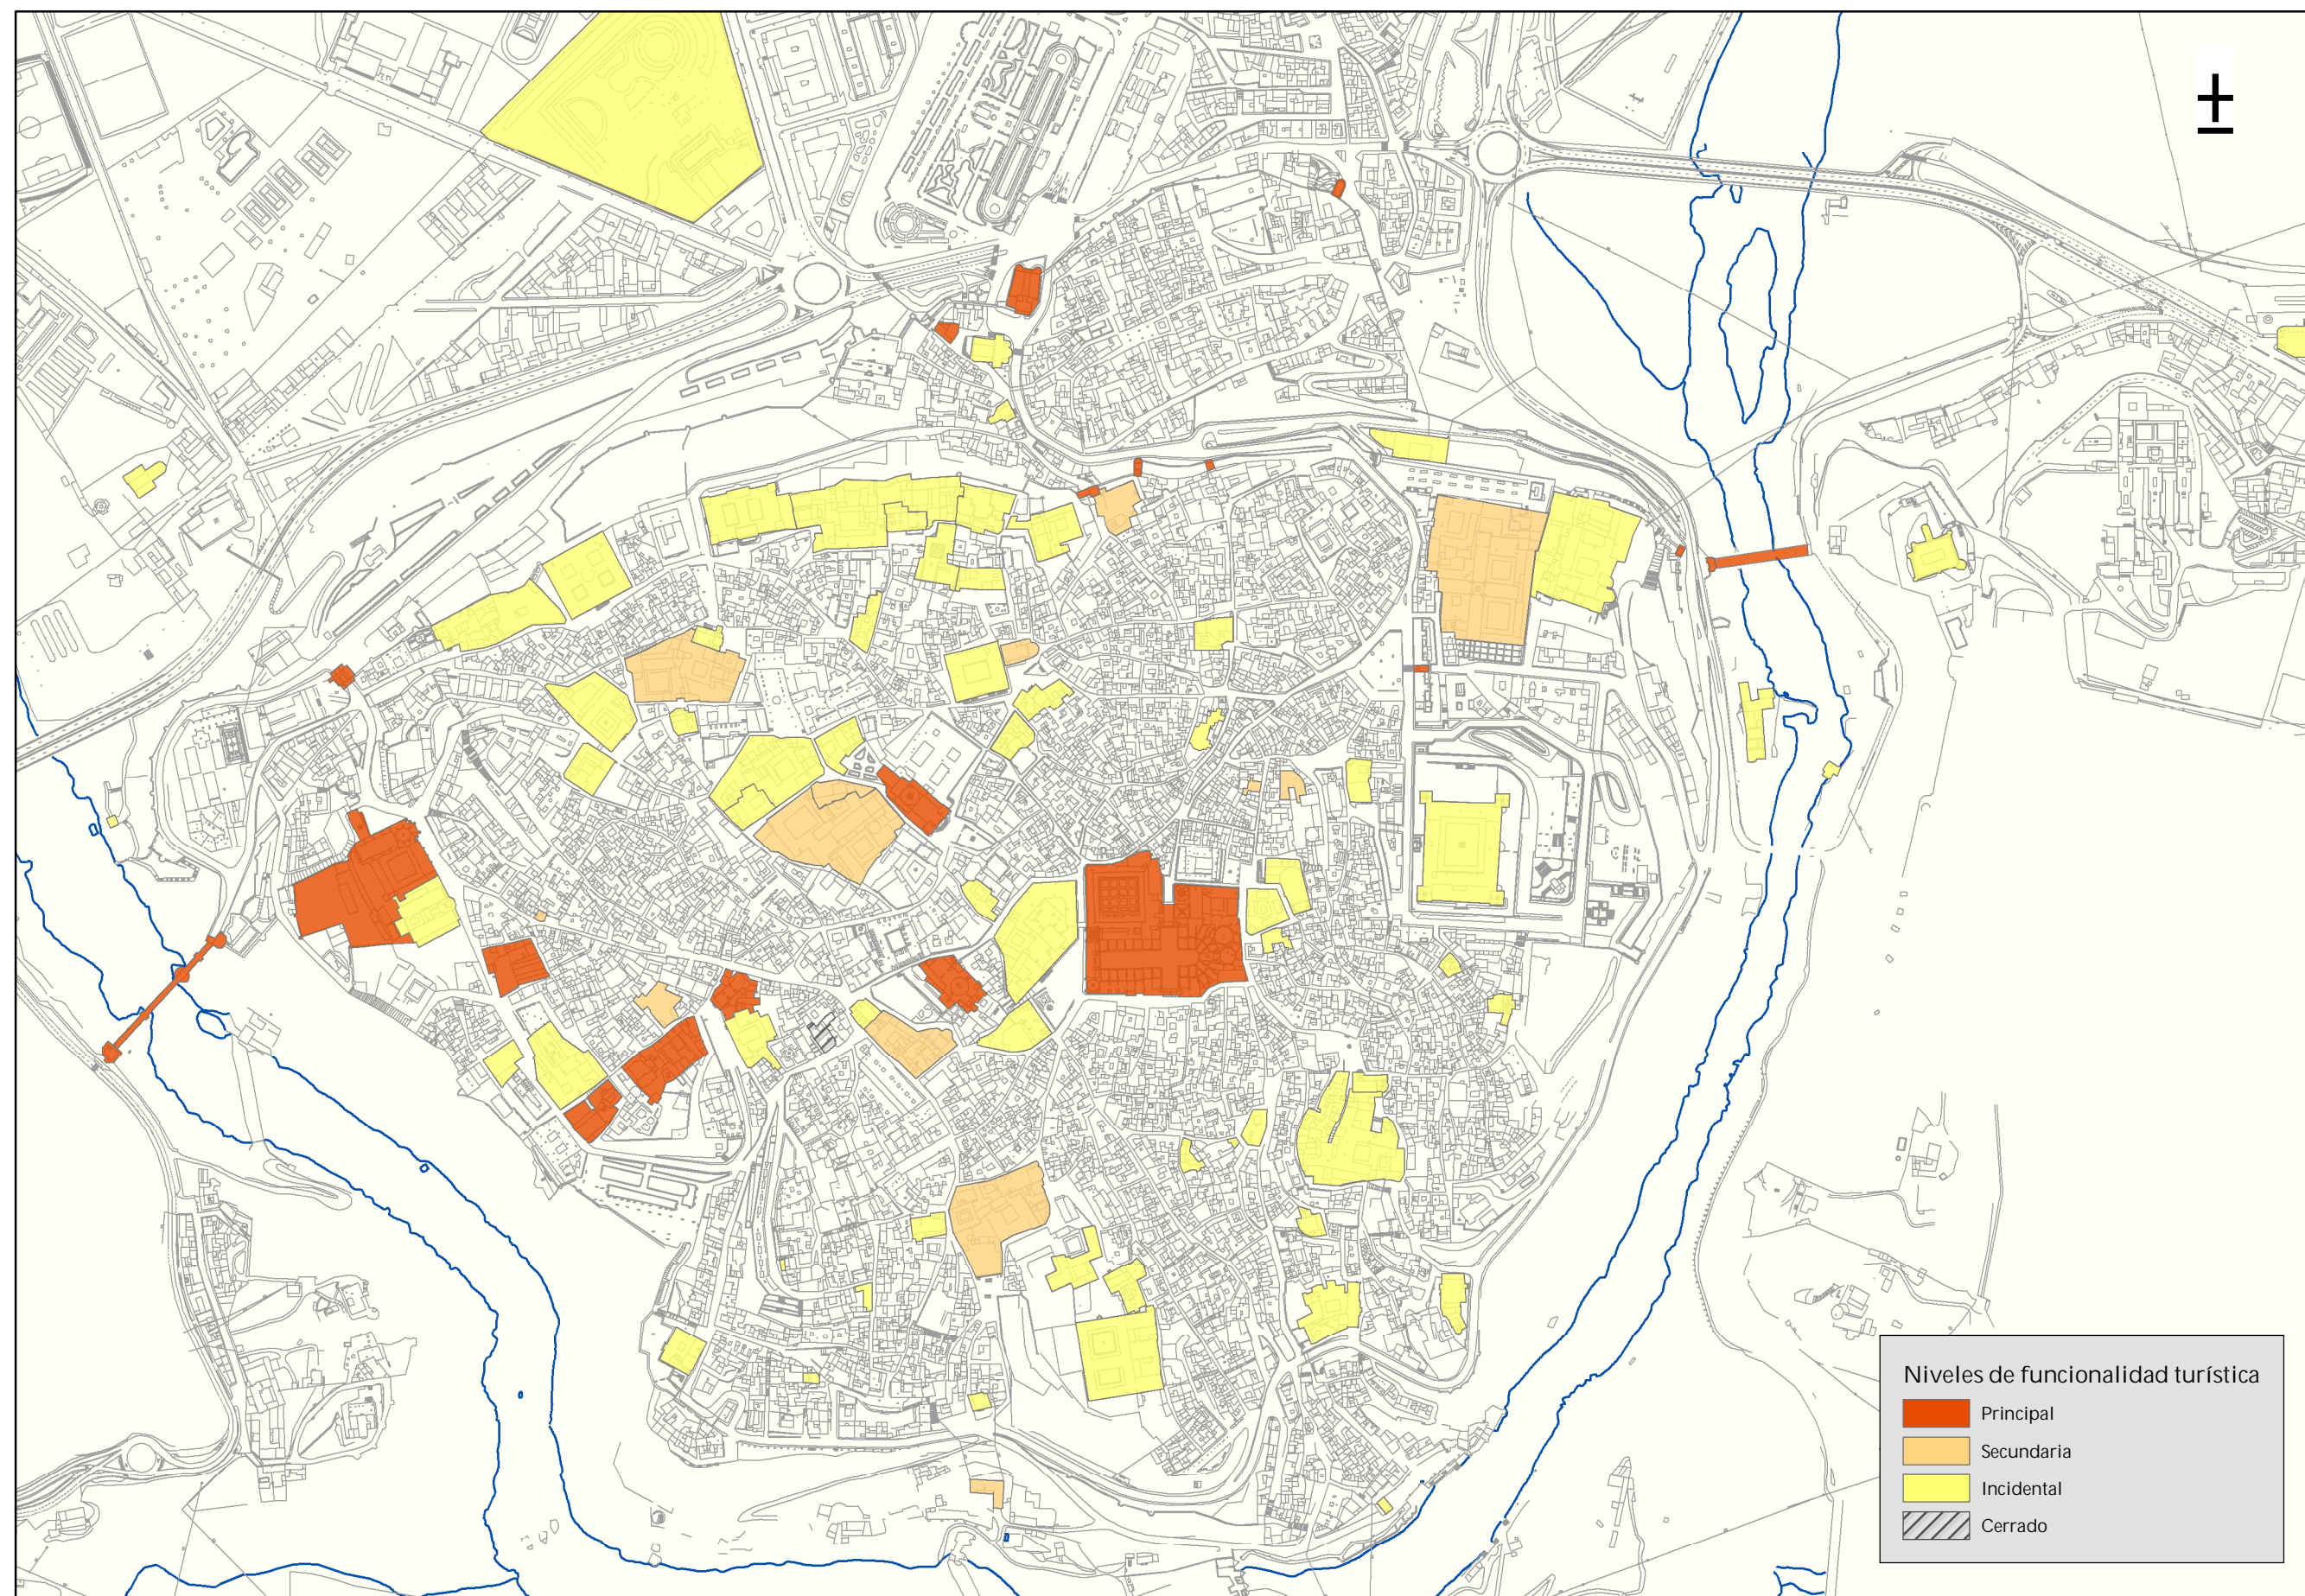 Niveles de funcionalidad turística
Principal
Secundaria
Incidental
Cerrado